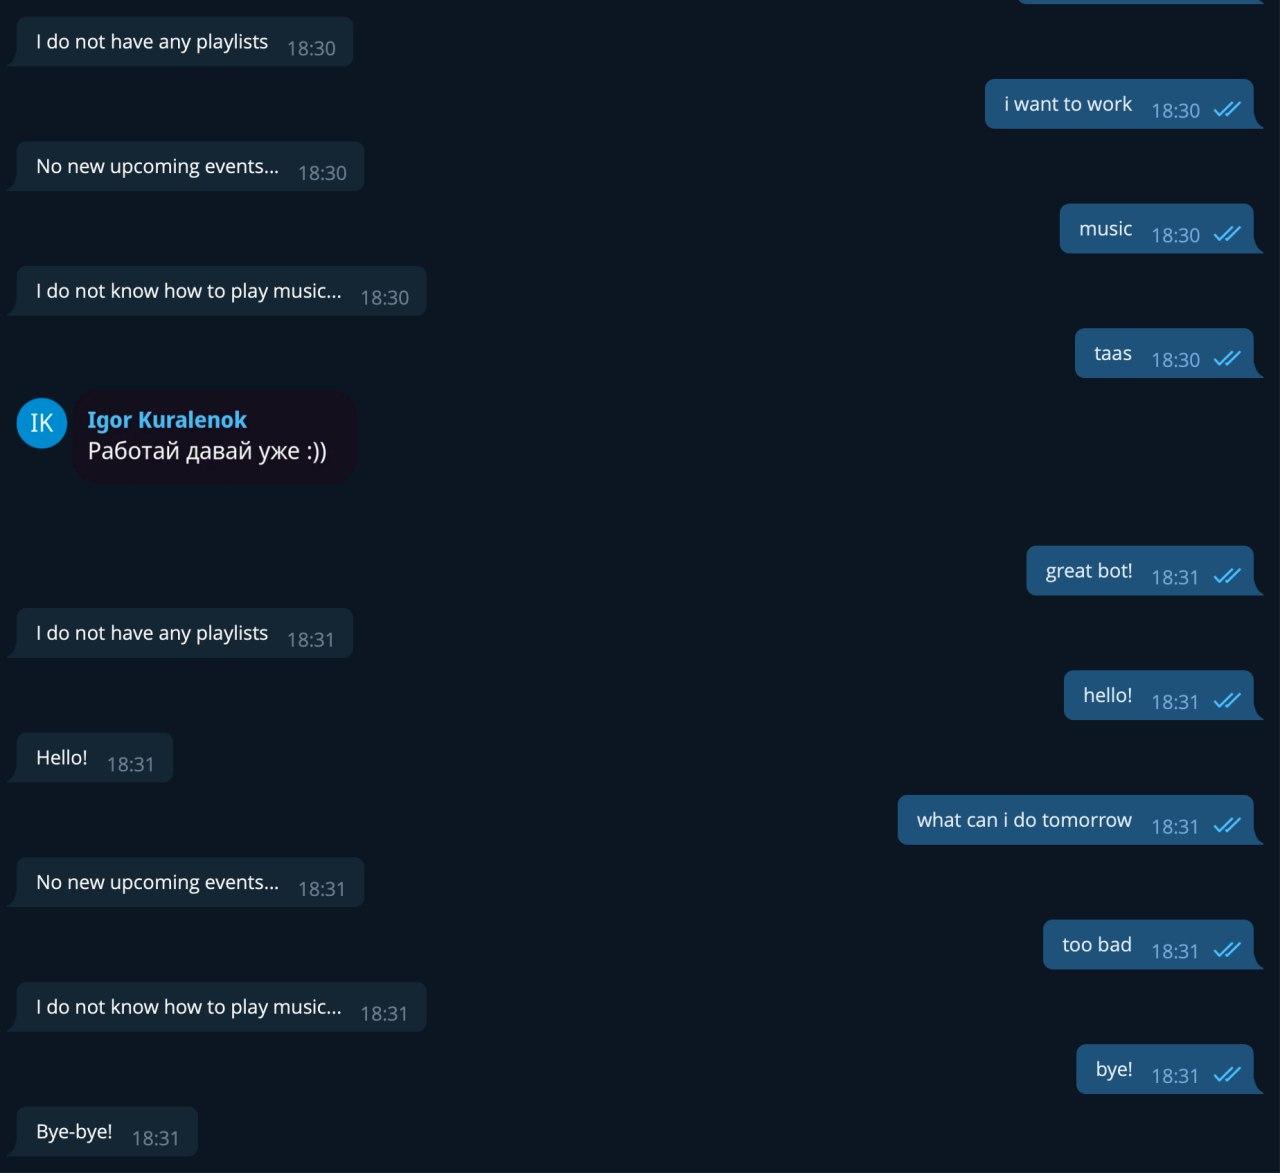 I do not have any playlists 18:30
i want to work 18:30
No new upcoming events... 18:30
music 18:30
I do not know how to play music... 18:30
taas 18:30
IK
Igor Kuralenok
Работай давай уже :))
great bot! 18:31
I do not have any playlists 18:31
hello! 18:31
Hello! 18:31
what can i do tomorrow 18:31
No new upcoming events... 18:31
too bad 18:31
I do not know how to play music... 18:31
bye! 18:31
Bye-bye! 18:31